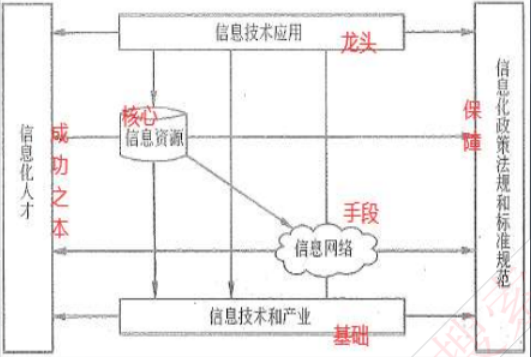 信息技术应用
龙头
核心
信息资源
信息化人才
成功之本
保障
信息化政策法规和标准规范
手段
信息网络
信息技术和产业
基础